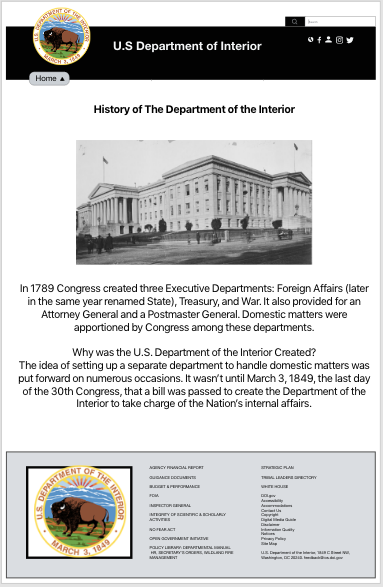 U.S. DEPARTMENT OF THE INTERIOR
MARCH 3, 1849
Search
U.S Department of Interior
Home
History of The Department of the Interior
In 1789 Congress created three Executive Departments: Foreign Affairs (later
in the same year renamed State), Treasury, and War. It also provided for an
Attorney General and a Postmaster General. Domestic matters were
apportioned by Congress among these departments.
Why was the U.S. Department of the Interior Created?
The idea of setting up a separate department to handle domestic matters was
put forward on numerous occasions. It wasn't until March 3, 1849, the last day
of the 30th Congress, that a bill was passed to create the Department of the
Interior to take charge of the Nation's internal affairs.
U.S. DEPARTMENT OF THE INTERIOR
MARCH 3, 1849
AGENCY FINANCIAL REPORT
GUIDANCE DOCUMENTS
BUDGET & PERFORMANCE
FOIA
INSPECTOR GENERAL
INTEGRITY OF SCIENTIFIC & SCHOLARLY
ACTIVITIES
NO FEAR ACT
OPEN GOVERNMENT INITIATIVE
POLICY LIBRARY: DEPARTMENTAL MANUAL
HR, SECRETARY'S ORDERS, WILDLAND FIRE
MANAGEMENT
STRATEGIC PLAN
TRIBAL LEADERS DIRECTORY
WHITE HOUSE
DOI.gov
Accessibility
Accessories
Contact Us
Copyright
Digital Media Guide
Disclaimer
Information Quality
Notices
Privacy Policy
Site Map
U.S. Department of the Interior, 1849 C Street NW,
Washington, DC 20240. feedback@ios.doi.gov